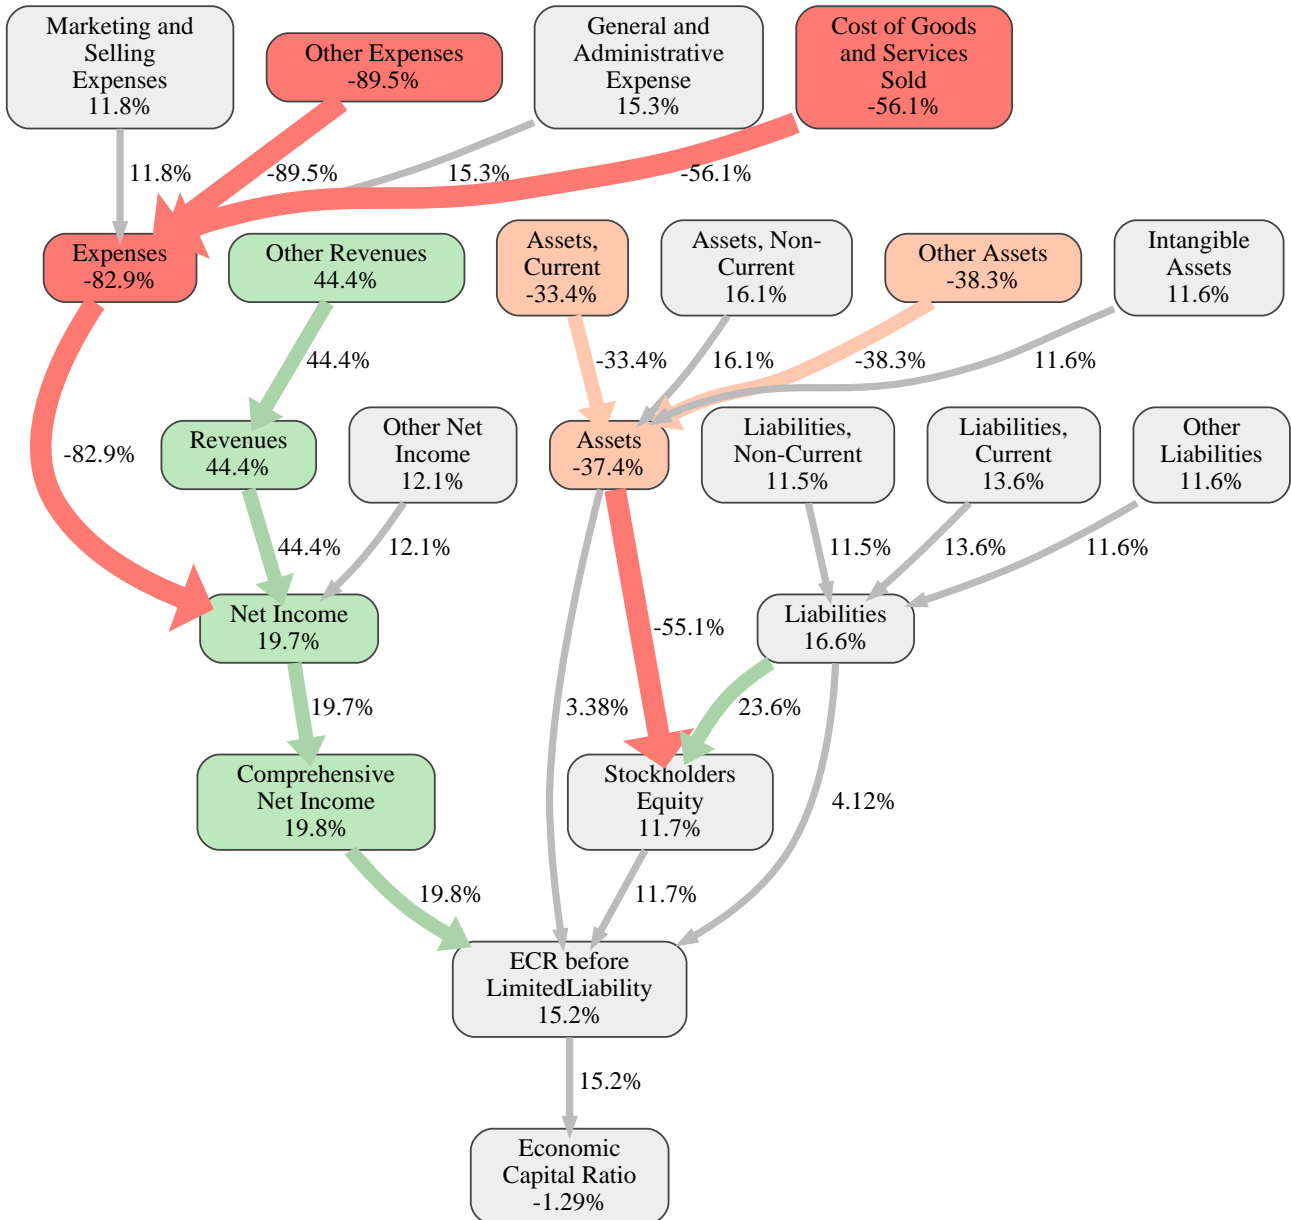 Marketing and
Selling
Expenses
11.8%
Other Expenses
-89.5%
General and
Administrative
Expense
15.3%
Cost of Goods
and Services
Sold
-56.1%
11.8%
-89.5%
15.3%
-56.1%
Expenses
-82.9%
Other Revenues
44.4%
Assets,
Current
-33.4%
Assets, Non-
Current
16.1%
Other Assets
-38.3%
Intangible
Assets
11.6%
44.4%
-33.4%
16.1%
-38.3%
11.6%
-82.9%
Revenues
44.4%
Other Net
Income
12.1%
Assets
-37.4%
Liabilities,
Non-Current
11.5%
Liabilities,
Current
13.6%
Other
Liabilities
11.6%
44.4%
12.1%
11.5%
13.6%
11.6%
Net Income
19.7%
-55.1%
Liabilities
16.6%
19.7%
3.38%
23.6%
Comprehensive
Net Income
19.8%
Stockholders
Equity
11.7%
4.12%
19.8%
11.7%
ECR before
LimitedLiability
15.2%
15.2%
Economic
Capital Ratio
-1.29%